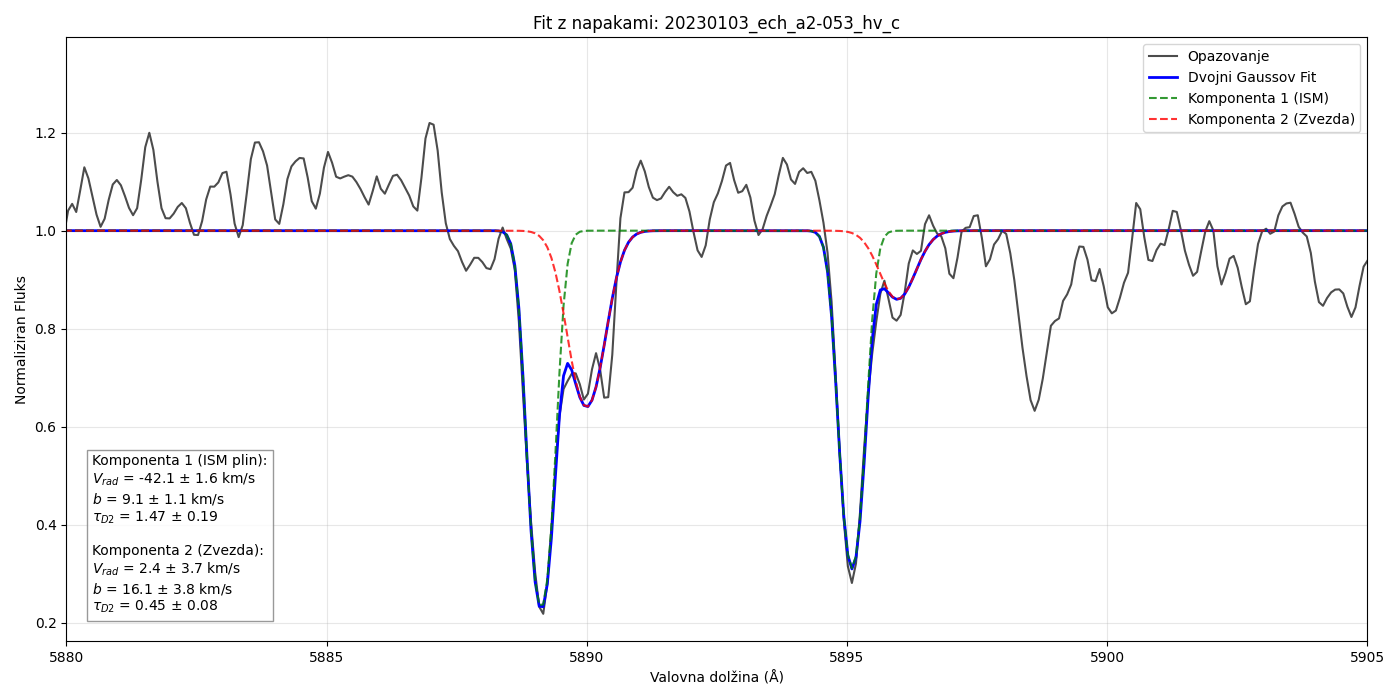 Fit z napakami: 20230103_ech_a2-053_hv_c
Opazovanje
Dvojni Gaussov Fit
Komponenta 1 (ISM)
Komponenta 2 (Zvezda)
Normaliziran Fluks
1.2
1.0
0.8
0.6
0.4
0.2
Komponenta 1 (ISM plin):
V_rad = -42.1 ± 1.6 km/s
b = 9.1 ± 1.1 km/s
τ_D2 = 1.47 ± 0.19
Komponenta 2 (Zvezda):
V_rad = 2.4 ± 3.7 km/s
b = 16.1 ± 3.8 km/s
τ_D2 = 0.45 ± 0.08
5880 5885 5890 5895 5900 5905
Valovna dolžina (Å)